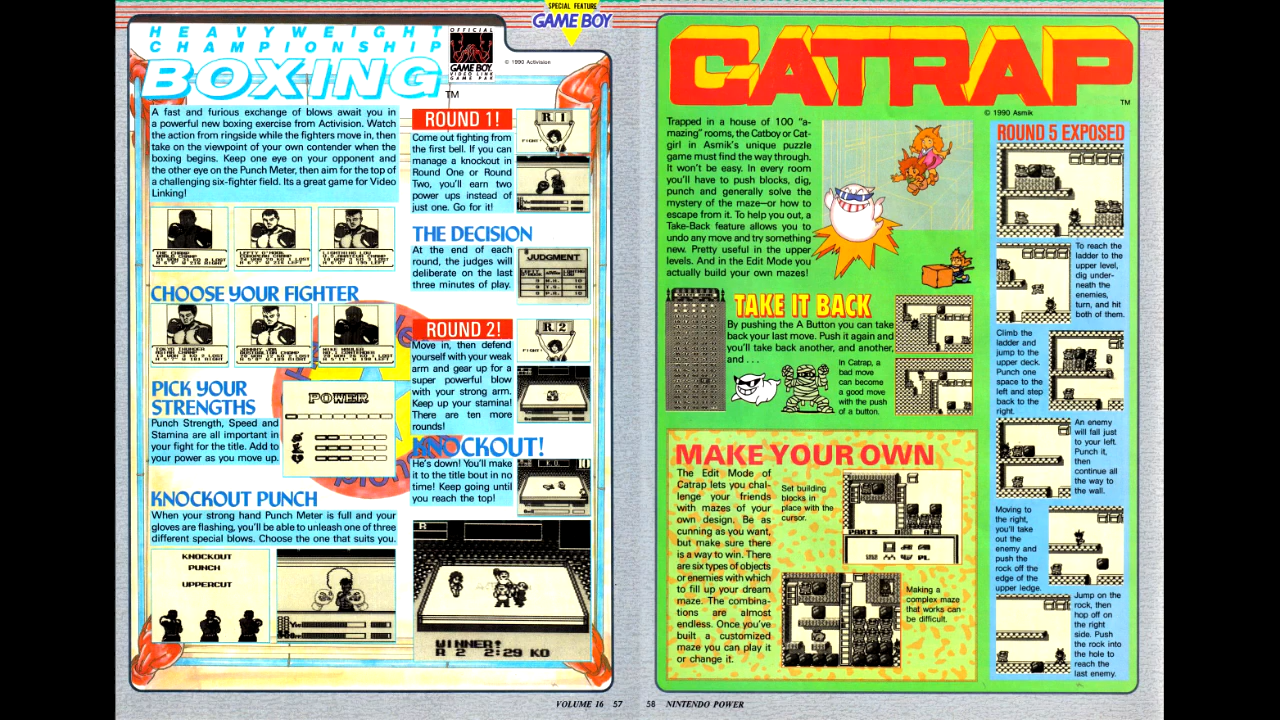 SPECIAL FEATURE
GAME BOY
HEAVYWEIGHT
CHAMPIONSHIP
BOXING
TM
OFFICIAL
GAME BOY
VIDEO LINK
GAME PAK
© 1990 Activision
A fast and furious exchange of blows await you in
a powerful new boxing exercise from Activision. Watch
the action from ringside while the fighters move in, then
take on the viewpoint of your own contender when the
boxing begins. Keep one eye on your opponent and
the other eye on the Punch Meter, then aim for the top of
a challenging six-fighter field. Its a great game for Video
Linking!
CHOOSE YOUR FIGHTER
PICK YOUR
STRENGTHS
Punch Strength, Speed and
Stamina are all important in
your fight for the title. Add to
your power as you move up.
POWER
KNOCKOUT PUNCH
When your strong hand Punch Meter is full and your
gloves are flashing, you'll be able to unleash one of three
different special blows. Choose the one that suits you.
KNOCKOUT
PUNCH
UPPERCUT
ROUND 1!
Come out fighting from
the first bell. If you can
manage a knockout in
Round One or Round
Two, you'll earn two
power ups instead of
just one. Go for it!
R.1
FIGHT
THE DECISION
At the end of each
round, the judges will
deliberate on the last
three minutes of play.
JUDGMENT
ROUND 2!
Move in, then defend
yourself with your weak
arm and gear up for a
super powerful blow
with your strong arm.
Keep up your stamina!
There are ten more
rounds!
R.2
FIGHT
KNOCKOUT!
He's down! You'll make
it to the title bout in no
time! Keep going until
you reach the top!
WINNER!
R 2 2:29 KO
VOLUME 16 57
CATRAP
TM
© 1990 Asmik
Trapped in a house of 100 "a-
mazing" rooms, the Catboy or Cat-
girl in Asmik's unique puzzle
game must find the way through.
It won't be easy. In every room
you'll have to push blocks, dig,
punch and generally solve the
mystery of the maze—or how to
escape from it. To help you out, a
Take-Back feature allows you to
undo any move and try something
new. Pretty useful in the upper
levels. And in the Edit Mode you
actually build your own mazes!
TAKE IT BACK
By pushing the A Button you can take
back your last move. Push it again and
you'll take back another, and another,
and . . .
In Catrap, a
bad move
can become
a good move
with the push
of a button.
MAKE YOUR OWN
The Edit Mode of
Catrap lets you chal-
lenge your friends
with mazes of your
own design. Be as
cunning as you want,
but make sure there
is a way to win. There
are six types of objects
or enemies with which
to fill up your dream
maze. The combina-
tions are almost
endless. Once you've
built a customized
maze you can play it
or change it.
Set building
blocks in
place with the
cursor.
PARTS
Making a
complex maze
that works can
be difficult.
ROUND 5 EXPOSED
To reach the
ladder to the
upper level,
dig under-
neath the
enemies,
turn, and hit
both of them.
Climb the
ladder and
jump to the
upper deck.
Punch one
space to the
left and step
back to the
right.
An enemy
will fall just
to your left.
Punch it,
then
continue all
the way to
the wall.
Moving to
the right,
you'll take
out the
enemy and
push the
rock off the
edge of the
upper ledge.
Jump on the
rock, then
hop off on
the right
side. Push
the rock into
the hole to
reach the
last enemy.
58 NINTENDO POWER